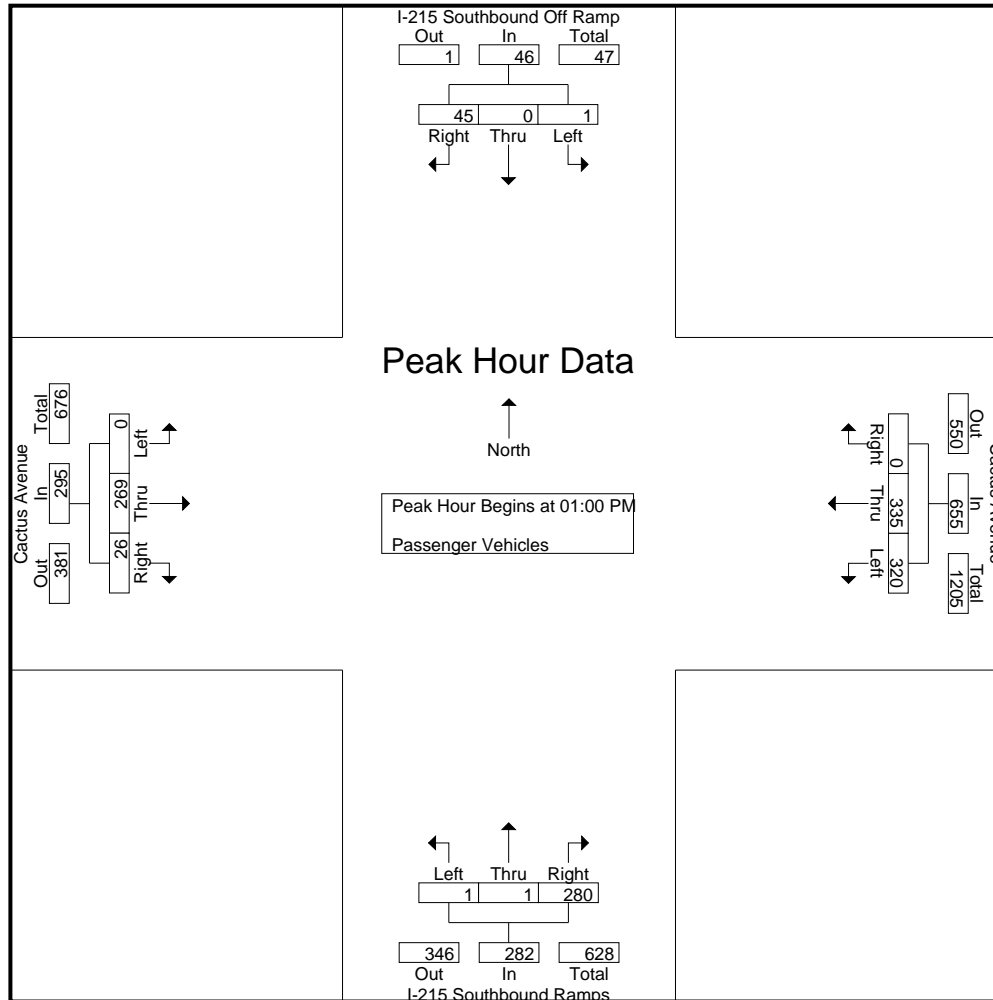 I-215 Southbound Off Ramp
Out In Total
1 46 47
45 0 1
Right Thru Left
Peak Hour Data
North
Peak Hour Begins at 01:00 PM
Passenger Vehicles
Cactus Avenue
Out In Total
381 295 676
Right Thru Left
26 269 0
Out In Total
550 655 1205
Right Thru Left
0 335 320
Left Thru Right
1 1 280
346 282 628
Out In Total
I-215 Southbound Ramps